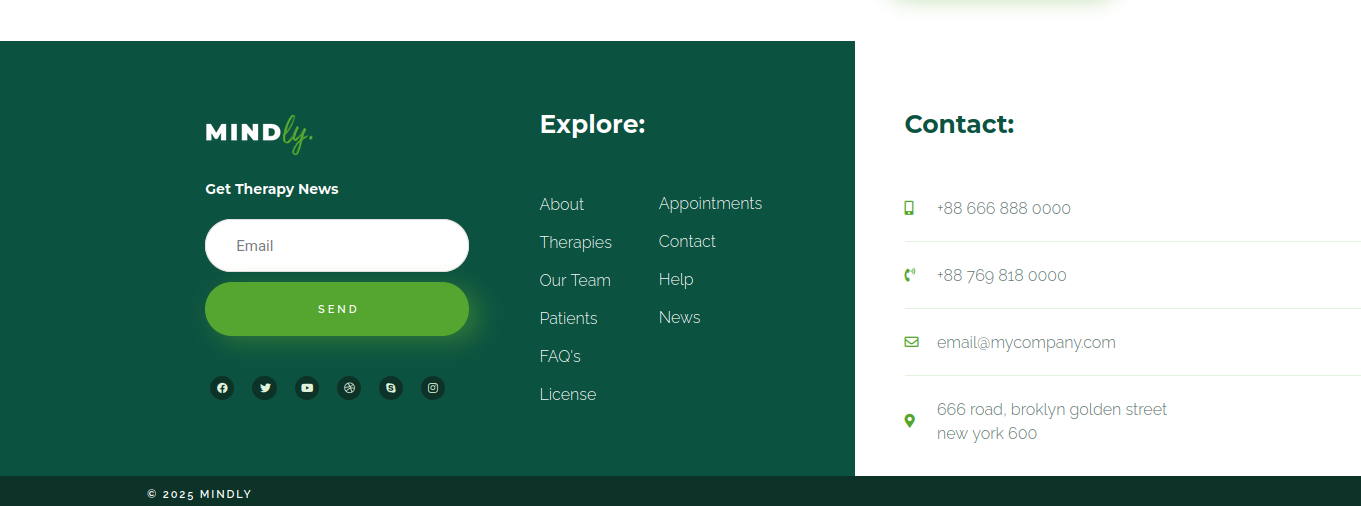 MINDly.
Get Therapy News
Email
SEND
Explore:
About
Therapies
Our Team
Patients
FAQ's
License
Appointments
Contact
Help
News
Contact:
+88 666 888 0000
+88 769 818 0000
email@mycompany.com
666 road, broklyn golden street
new york 600
© 2025 MINDLY